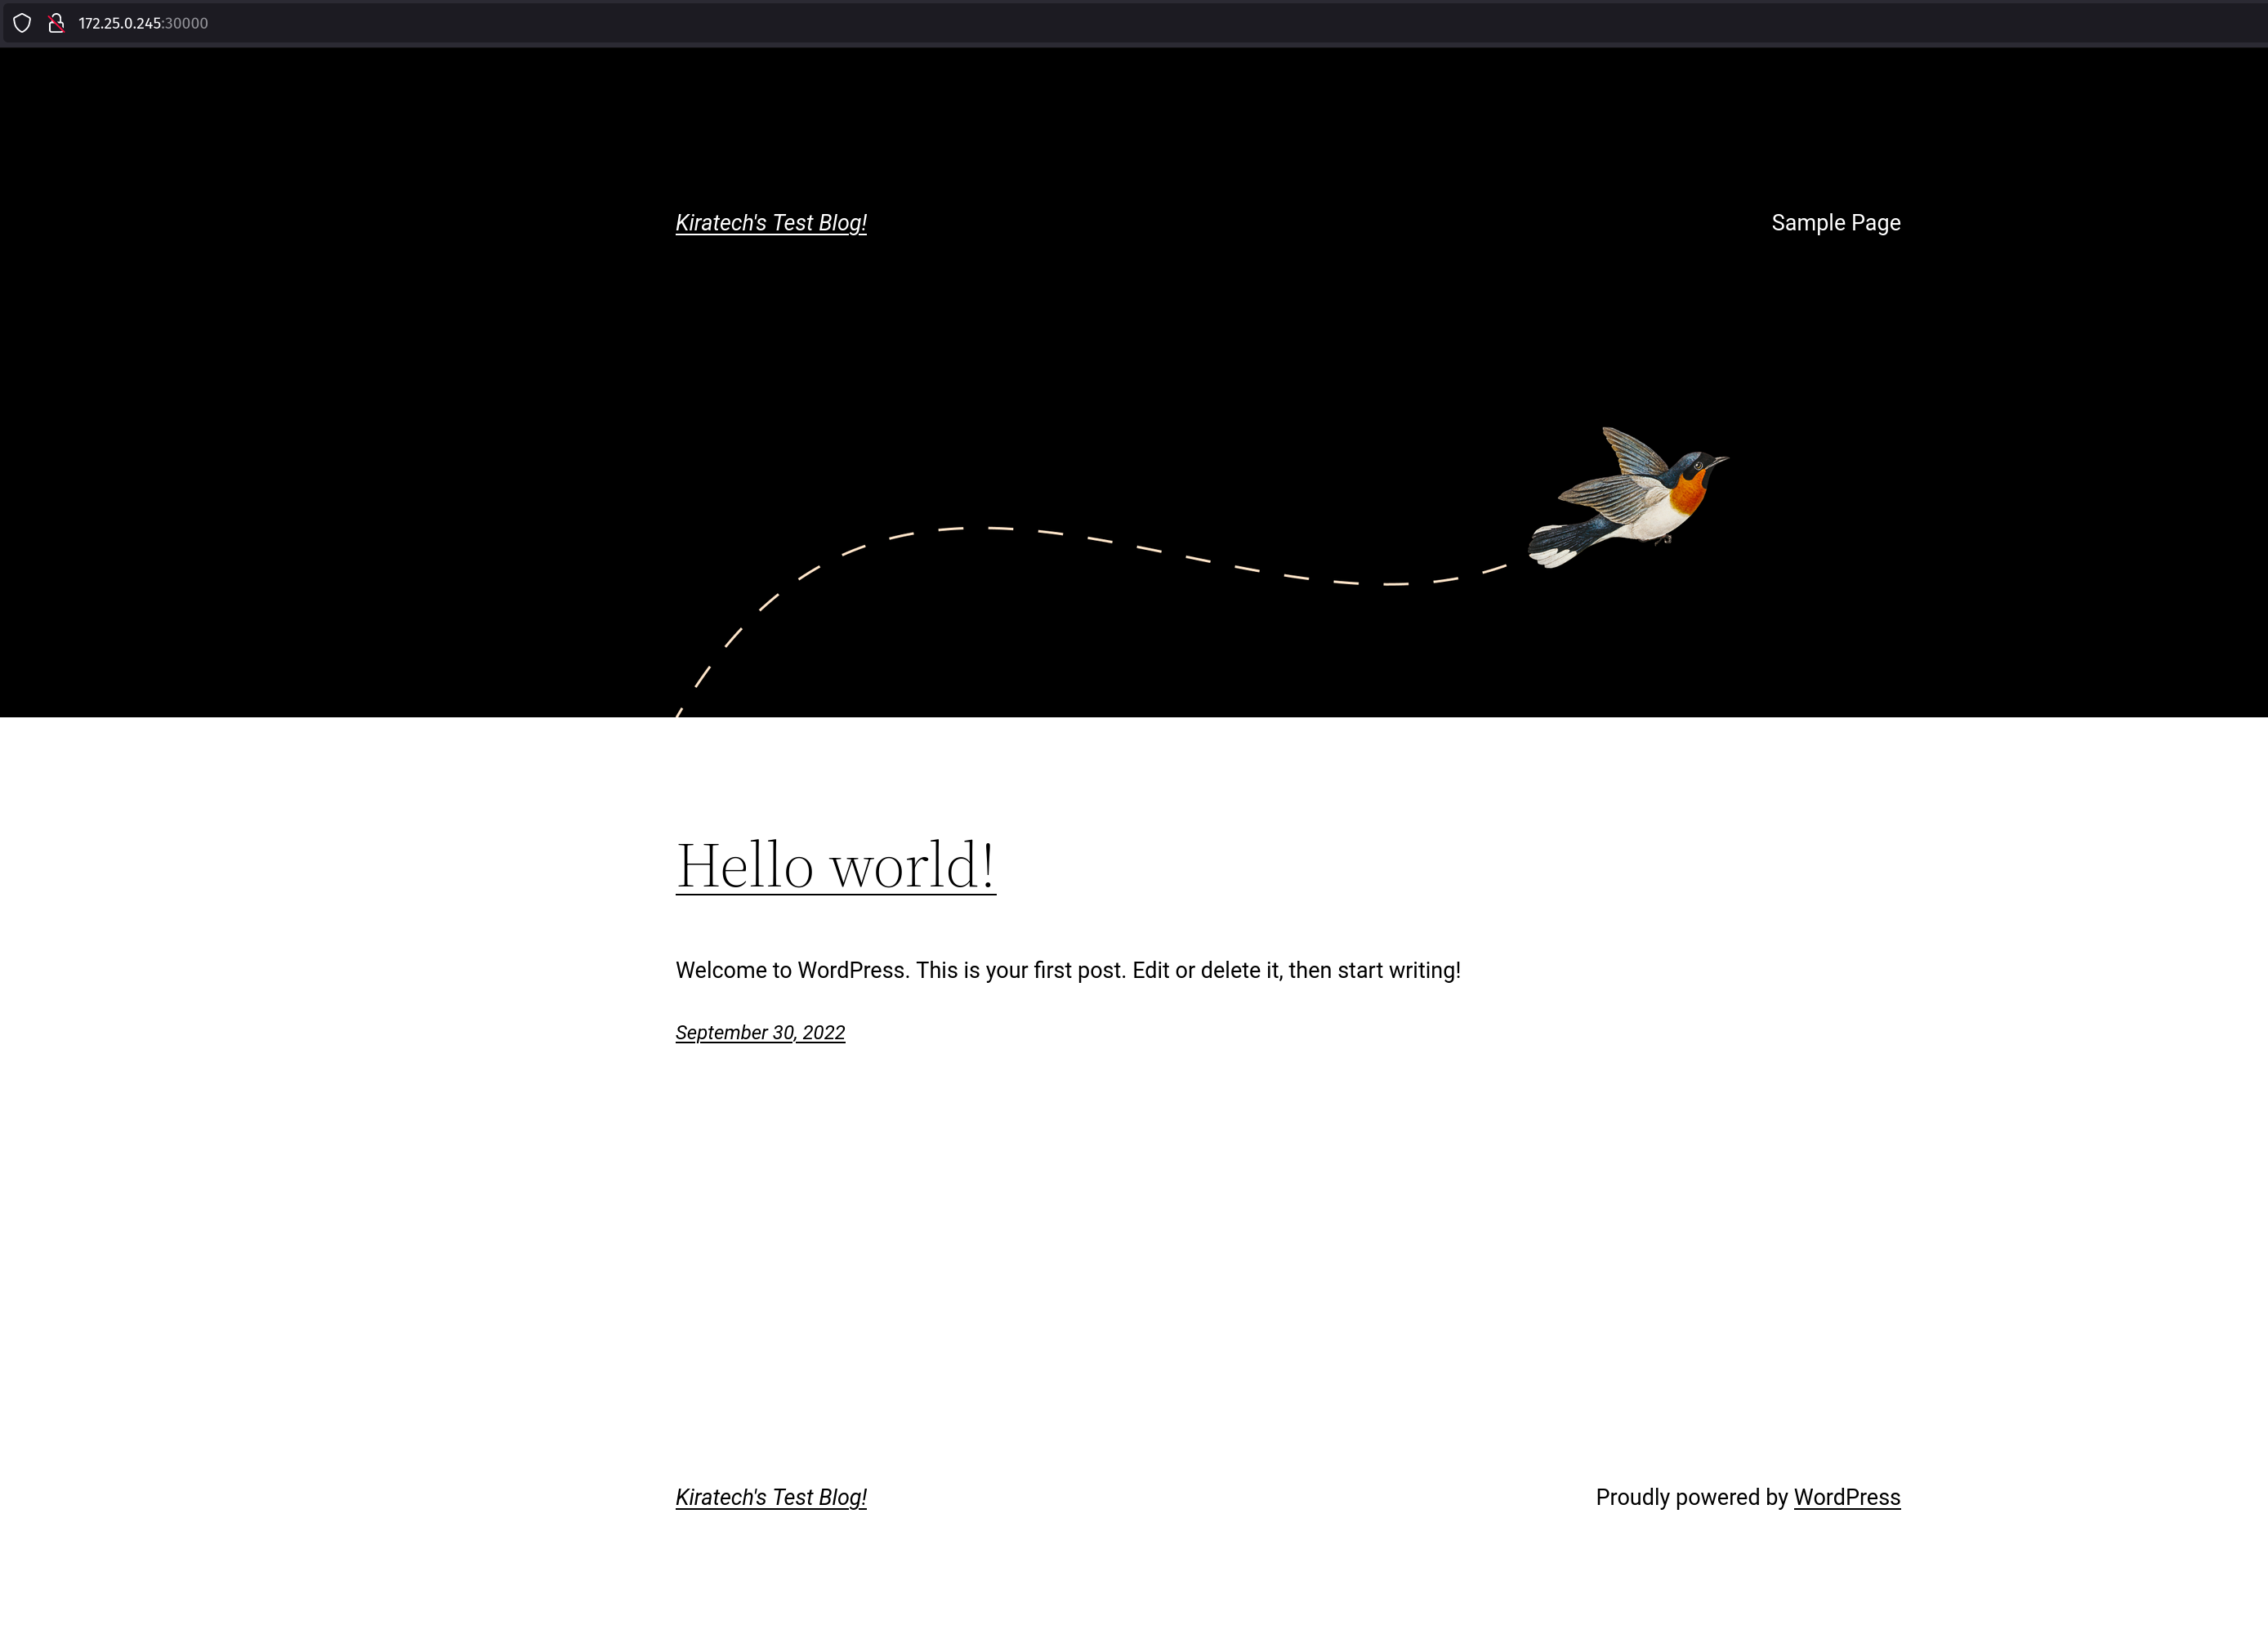 172.25.0.245:30000
Kiratech's Test Blog!
Sample Page
Hello world!
Welcome to WordPress. This is your first post. Edit or delete it, then start writing!
September 30, 2022
Kiratech's Test Blog!
Proudly powered by WordPress